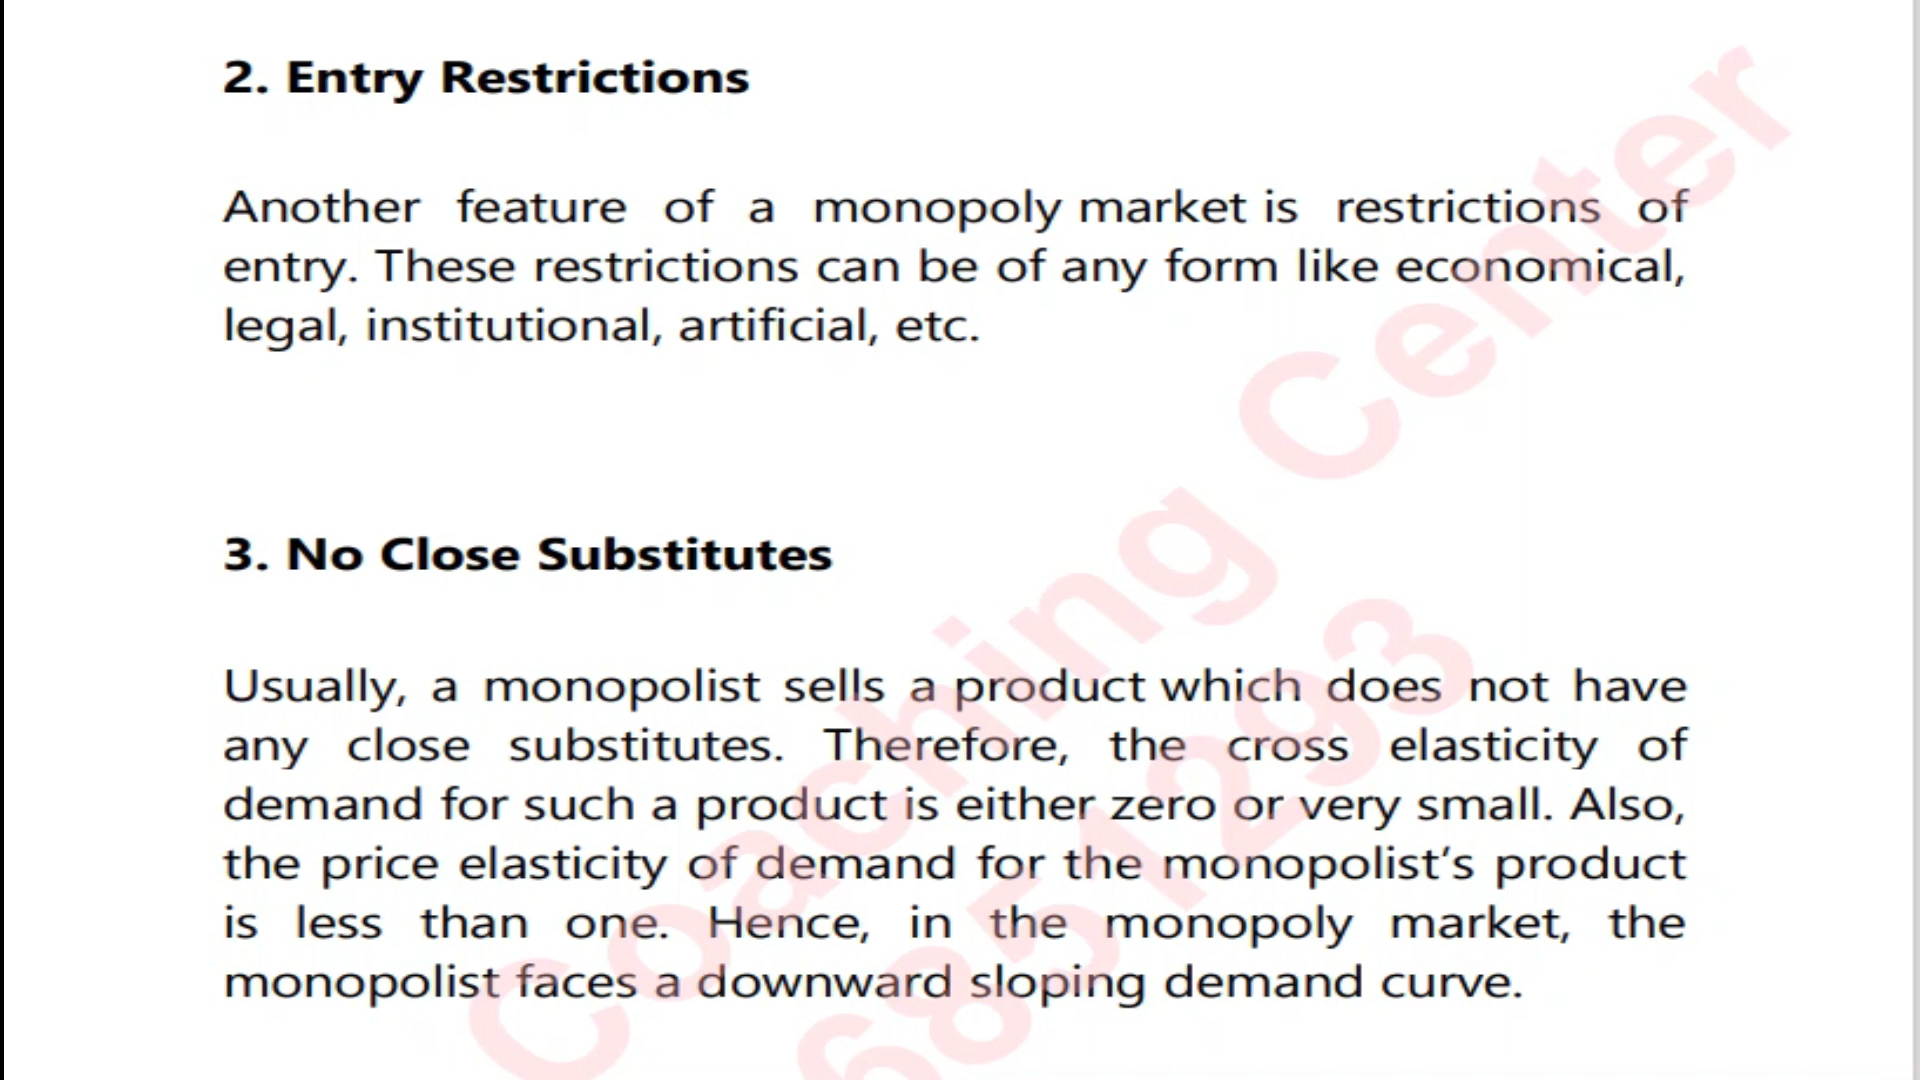 2. Entry Restrictions
Another feature of a monopoly market is restrictions of
entry. These restrictions can be of any form like economical,
legal, institutional, artificial, etc.
3. No Close Substitutes
Usually, a monopolist sells a product which does not have
any close substitutes. Therefore, the cross elasticity of
demand for such a product is either zero or very small. Also,
the price elasticity of demand for the monopolist’s product
is less than one. Hence, in the monopoly market, the
monopolist faces a downward sloping demand curve.
Coaching Center
6851293